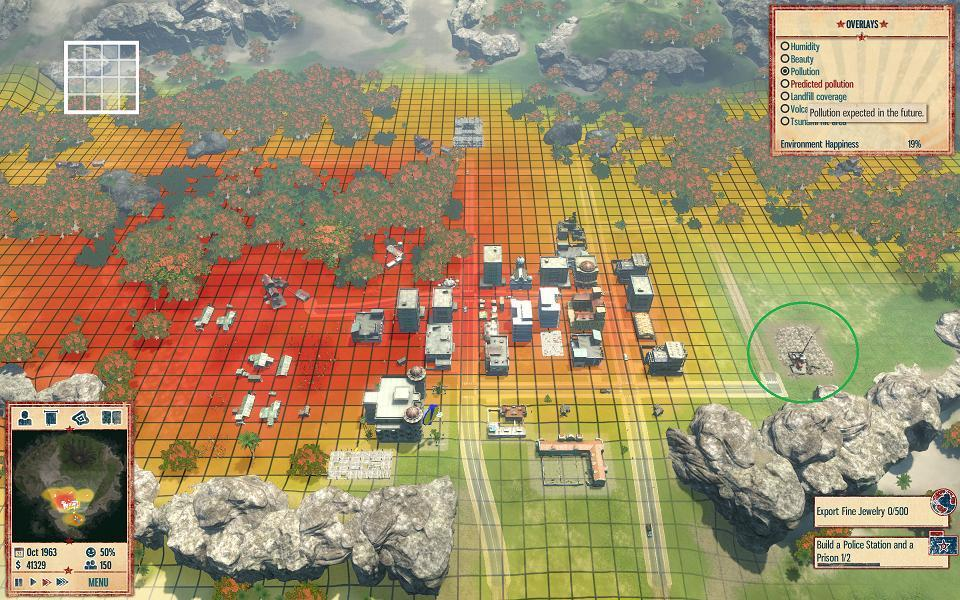 OVERLAYS
Humidity
Beauty
Pollution
Predicted pollution
Landfill coverage
Volca
Pollution expected in the future.
Environment Happiness 19%
Export Fine Jewelry 0/500
Build a Police Station and a
Prison 1/2
Oct 1963 50%
$ 41329 150
MENU